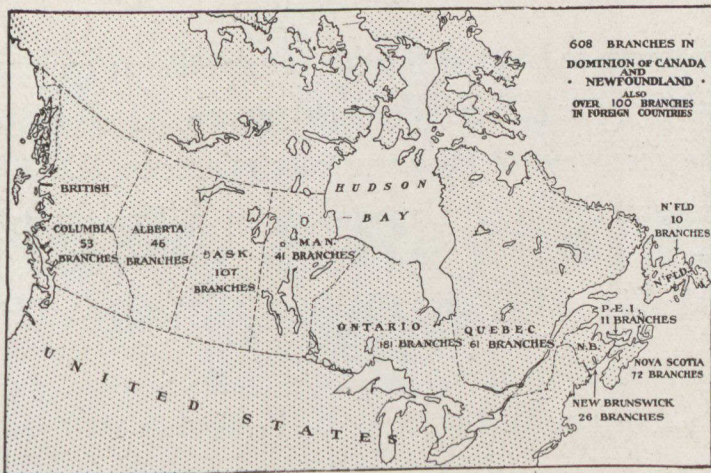 608 BRANCHES IN
DOMINION OF CANADA
AND
· NEWFOUNDLAND ·
ALSO
OVER 100 BRANCHES
IN FOREIGN COUNTRIES
HUDSON
BAY
BRITISH
COLUMBIA
53
BRANCHES
ALBERTA
46
BRANCHES
SASK.
107
BRANCHES
MAN.
41 BRANCHES
ONTARIO
181 BRANCHES
QUEBEC
61 BRANCHES
N'FLD
10
BRANCHES
N'FLD.
P.E.I
11 BRANCHES
N.B.
NOVA SCOTIA
72 BRANCHES
NEW BRUNSWICK
26 BRANCHES
UNITED STATES